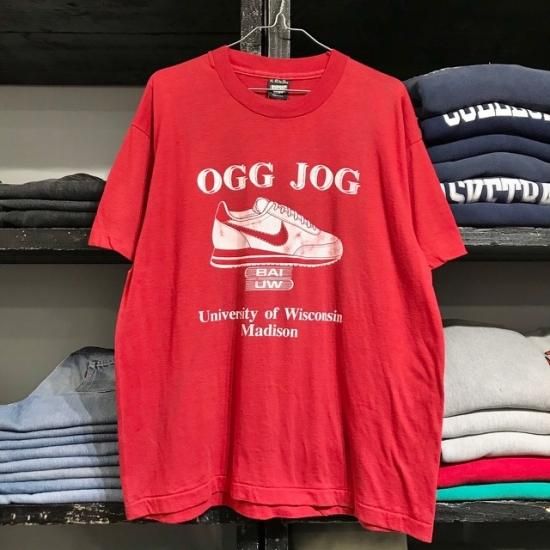 OGG JOG
BAI
UW
University of Wisconsin
Madison